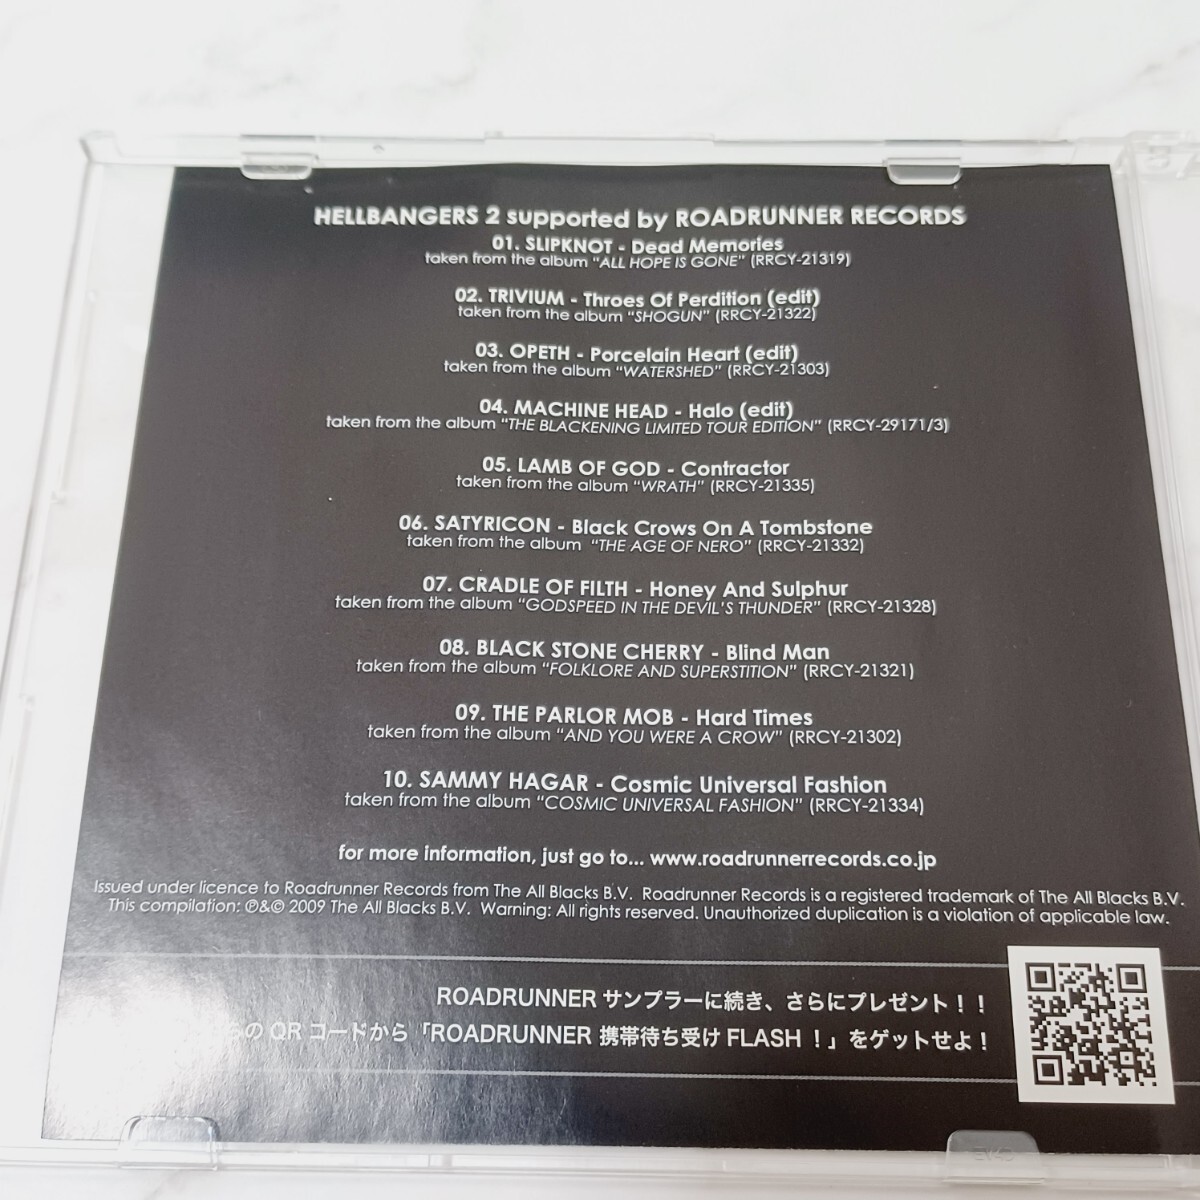 HELLBANGERS 2 supported by ROADRUNNER RECORDS
01. SLIPKNOT - Dead Memories
taken from the album "ALL HOPE IS GONE" (RRCY-21319)
02. TRIVIUM - Throes Of Perdition (edit)
taken from the album "SHOGUN" (RRCY-21322)
03. OPETH - Porcelain Heart (edit)
taken from the album "WATERSHED" (RRCY-21303)
04. MACHINE HEAD - Halo (edit)
taken from the album "THE BLACKENING LIMITED TOUR EDITION" (RRCY-29171/3)
05. LAMB OF GOD - Contractor
taken from the album "WRATH" (RRCY-21335)
06. SATYRICON - Black Crows On A Tombstone
taken from the album "THE AGE OF NERO" (RRCY-21332)
07. CRADLE OF FILTH - Honey And Sulphur
taken from the album "GODSPEED IN THE DEVIL'S THUNDER" (RRCY-21328)
08. BLACK STONE CHERRY - Blind Man
taken from the album "FOLKLORE AND SUPERSTITION" (RRCY-21321)
09. THE PARLOR MOB - Hard Times
taken from the album "AND YOU WERE A CROW" (RRCY-21302)
10. SAMMY HAGAR - Cosmic Universal Fashion
taken from the album "COSMIC UNIVERSAL FASHION" (RRCY-21334)
for more information, just go to... www.roadrunnerrecords.co.jp
Issued under licence to Roadrunner Records from The All Blacks B.V. Roadrunner Records is a registered trademark of The All Blacks B.V.
This compilation: ℗&© 2009 The All Blacks B.V. Warning: All rights reserved. Unauthorized duplication is a violation of applicable law.
ROADRUNNER サンプラーに続き、さらにプレゼント！！
らの QR コードから「ROADRUNNER 携帯待ち受け FLASH！」をゲットせよ！